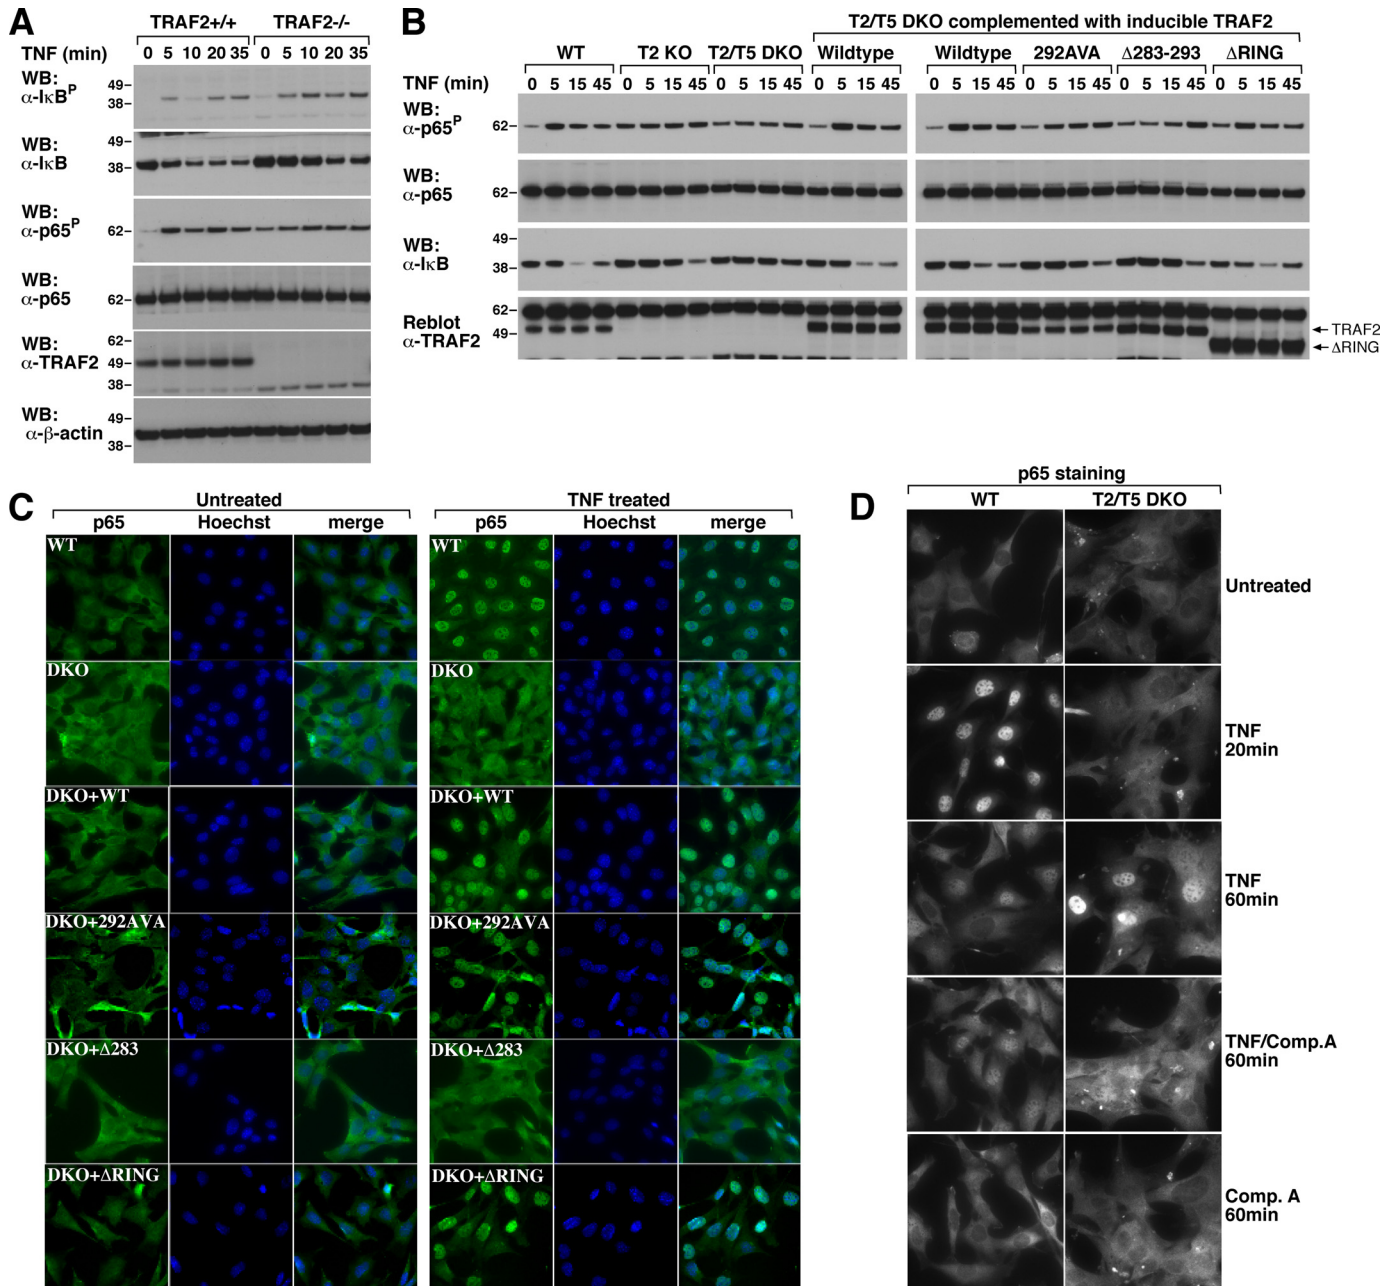 A
TRAF2+/+ TRAF2-/-
TNF (min) 0 5 10 20 35 0 5 10 20 35
WB:
α-IκBᴾ
49
38
WB:
α-IκB
49
38
WB:
α-p65ᴾ
62
WB:
α-p65
62
WB:
α-TRAF2
62
49
38
WB:
α-β-actin
49
38
B
T2/T5 DKO complemented with inducible TRAF2
WT T2 KO T2/T5 DKO Wildtype Wildtype 292AVA Δ283-293 ΔRING
TNF (min) 0 5 15 45 0 5 15 45 0 5 15 45 0 5 15 45 0 5 15 45 0 5 15 45 0 5 15 45 0 5 15 45
WB:
α-p65ᴾ
62
WB:
α-p65
62
WB:
α-IκB
49
38
Reblot
α-TRAF2
62
49
TRAF2
ΔRING
C
Untreated TNF treated
p65 Hoechst merge p65 Hoechst merge
WT WT
DKO DKO
DKO+WT DKO+WT
DKO+292AVA DKO+292AVA
DKO+Δ283 DKO+Δ283
DKO+ΔRING DKO+ΔRING
D
p65 staining
WT T2/T5 DKO
Untreated
TNF
20min
TNF
60min
TNF/Comp.A
60min
Comp. A
60min